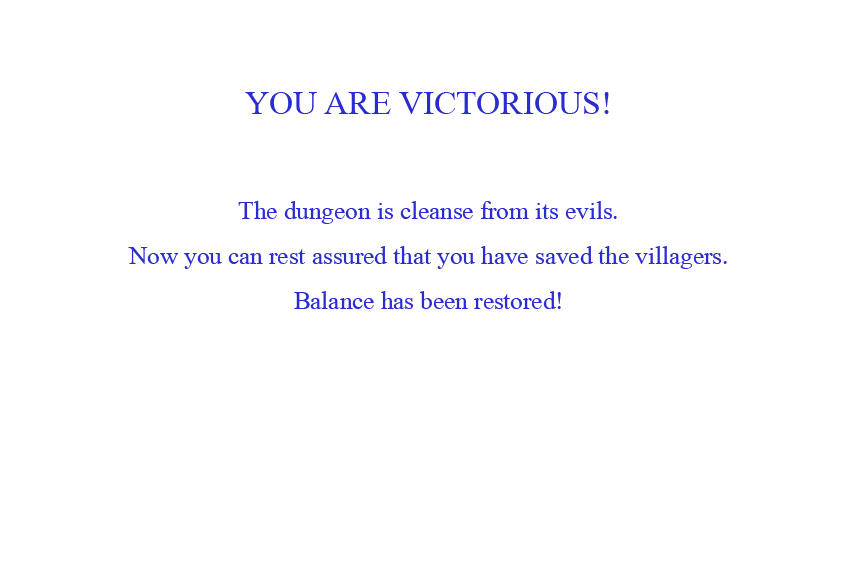 YOU ARE VICTORIOUS!
The dungeon is cleanse from its evils.
Now you can rest assured that you have saved the villagers.
Balance has been restored!